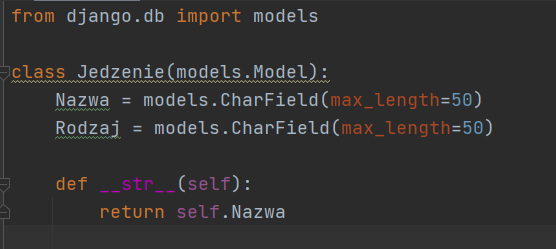 from django.db import models
class Jedzenie(models.Model):
    Nazwa = models.CharField(max_length=50)
    Rodzaj = models.CharField(max_length=50)
    def __str__(self):
        return self.Nazwa